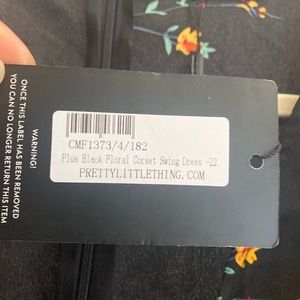 CMF1373/4/182
Plus Black Floral Corset Swing Dress -22
PRETTYLITTLETHING.COM
WARNING!
ONCE THIS LABEL HAS BEEN REMOVED
YOU CAN NO LONGER RETURN THIS ITEM